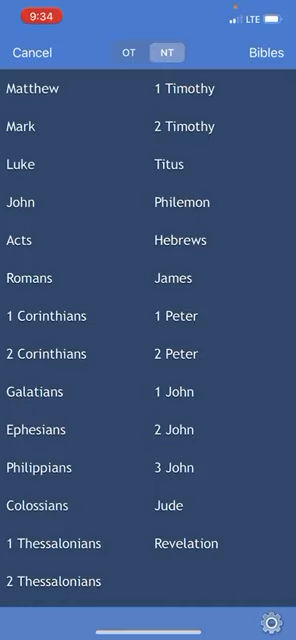 9:34
LTE
Cancel
OT
NT
Bibles
Matthew
Mark
Luke
John
Acts
Romans
1 Corinthians
2 Corinthians
Galatians
Ephesians
Philippians
Colossians
1 Thessalonians
2 Thessalonians
1 Timothy
2 Timothy
Titus
Philemon
Hebrews
James
1 Peter
2 Peter
1 John
2 John
3 John
Jude
Revelation